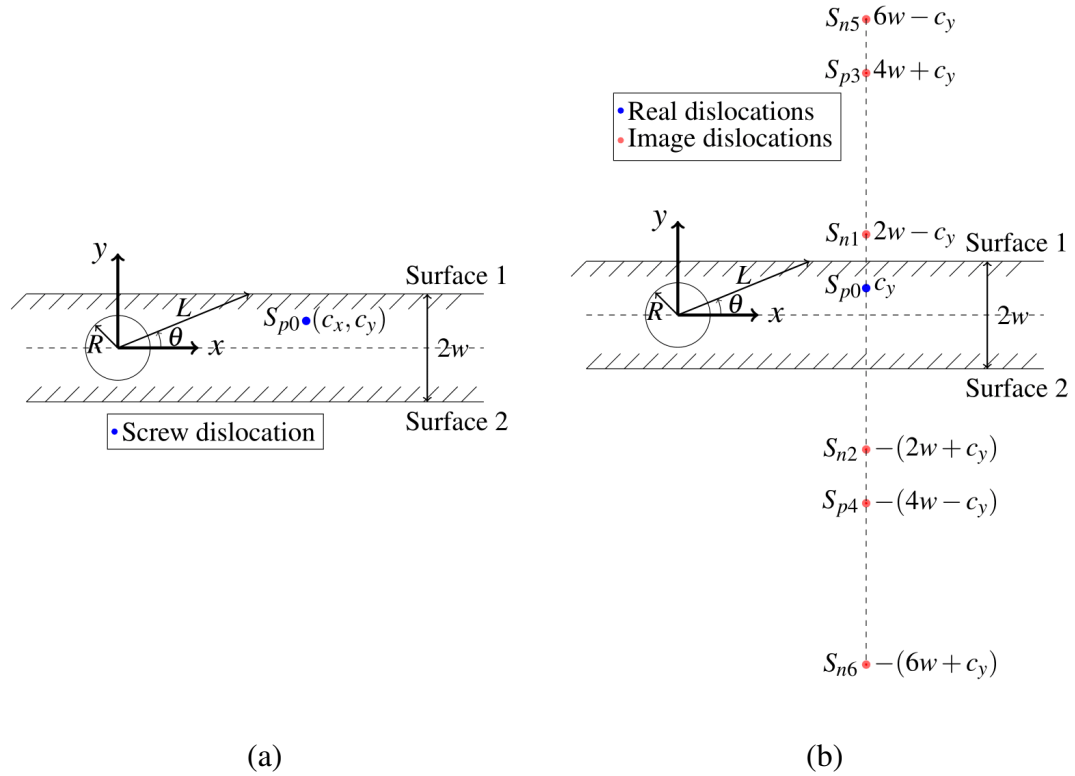 y
Surface 1
L
S_{p0} (c_x, c_y)
R
θ
x
2w
Surface 2
Screw dislocation
(a)
S_{n5} 6w − c_y
S_{p3} 4w + c_y
Real dislocations
Image dislocations
y
S_{n1} 2w − c_y
Surface 1
L
S_{p0} c_y
R
θ
x
2w
Surface 2
S_{n2} −(2w + c_y)
S_{p4} −(4w − c_y)
S_{n6} −(6w + c_y)
(b)